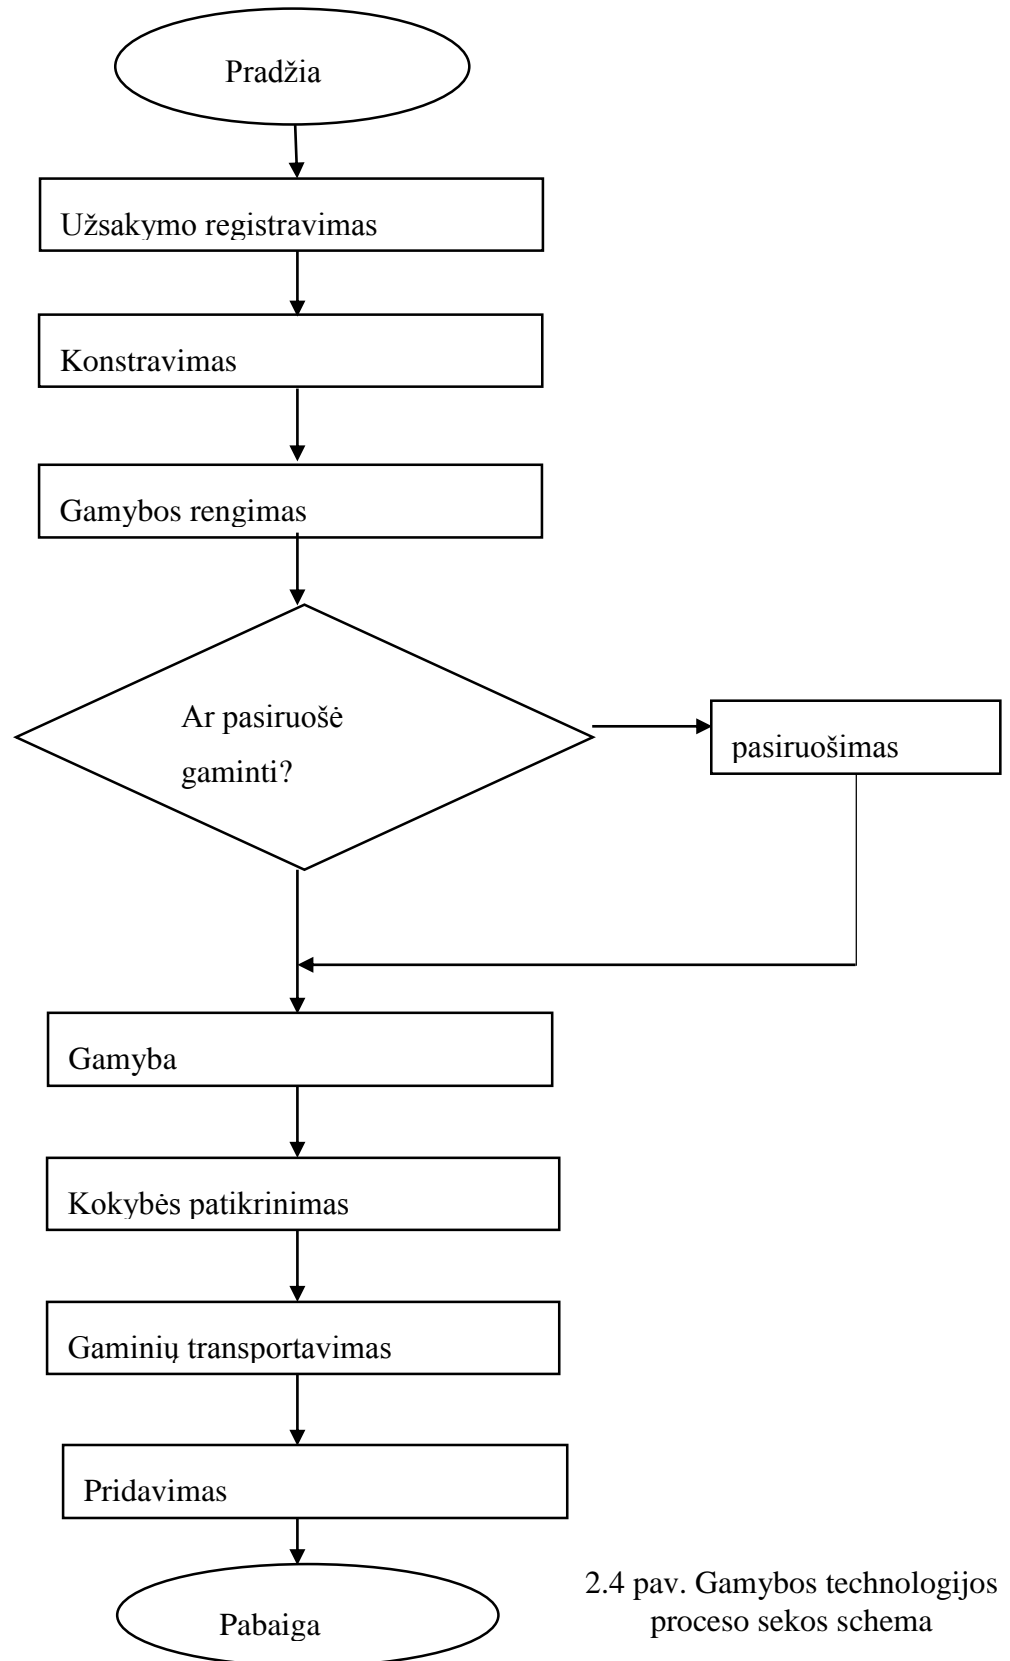 Pradžia
Užsakymo registravimas
Konstravimas
Gamybos rengimas
Ar pasiruošė
gaminti?
pasiruošimas
Gamyba
Kokybės patikrinimas
Gaminių transportavimas
Pridavimas
Pabaiga
2.4 pav. Gamybos technologijos
proceso sekos schema